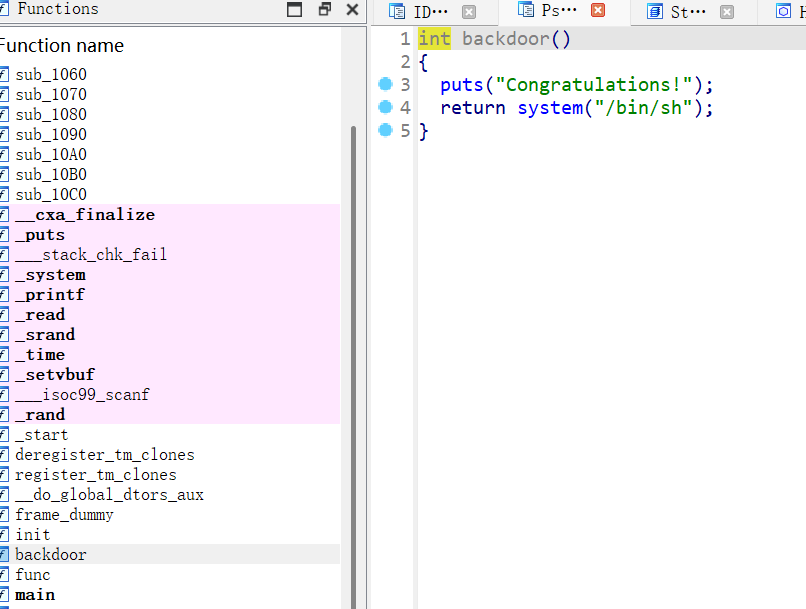 Functions
Function name
sub_1060
sub_1070
sub_1080
sub_1090
sub_10A0
sub_10B0
sub_10C0
__cxa_finalize
_puts
___stack_chk_fail
_system
_printf
_read
_srand
_time
_setvbuf
___isoc99_scanf
_rand
_start
deregister_tm_clones
register_tm_clones
__do_global_dtors_aux
frame_dummy
init
backdoor
func
main
ID··· Ps··· St··· H
1 int backdoor()
2 {
3 puts("Congratulations!");
4 return system("/bin/sh");
5 }